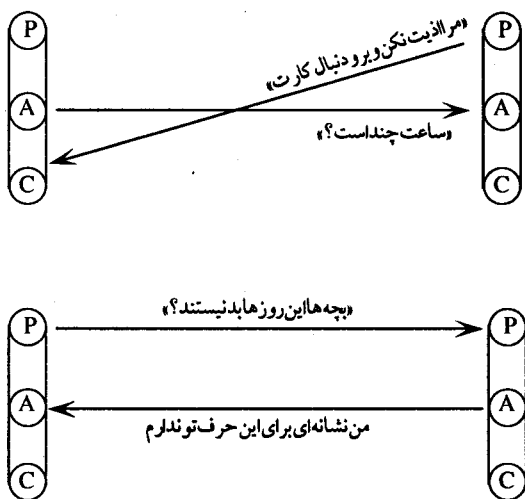 P P
«مرا اذیت نکن و برو دنبال کارت»
A A
«ساعت چند است؟»
C C
«بچه‌ها این روزها بد نیستند؟»
P P
A A
من نشانه‌ای برای این حرف تو ندارم
C C